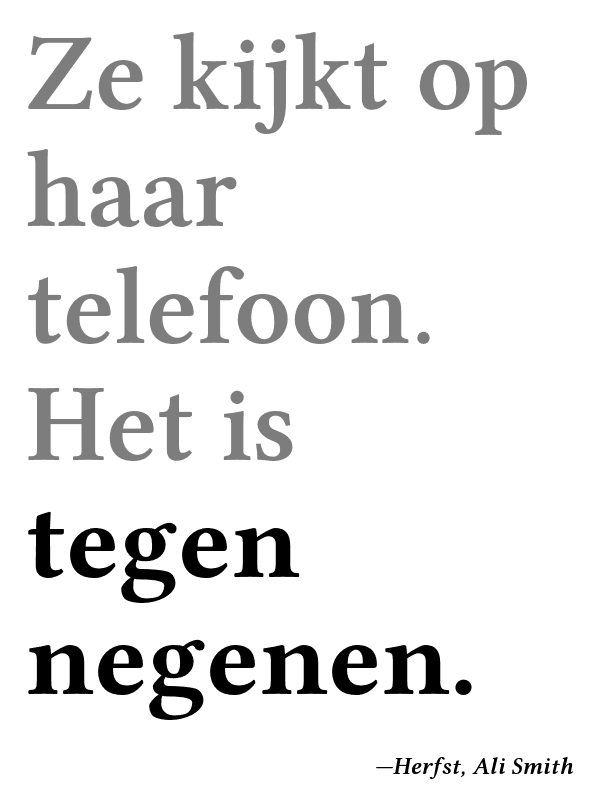 Ze kijkt op
haar
telefoon.
Het is
tegen
negenen.
—Herfst, Ali Smith